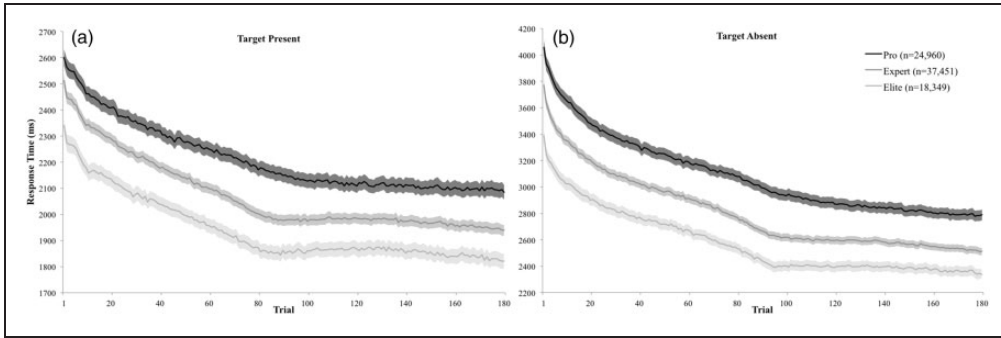 (a)
Target Present
2700
2600
2500
2400
2300
2200
2100
2000
1900
1800
1700
Response Time (ms)
1 20 40 60 80 100 120 140 160 180
Trial
(b)
Target Absent
4200
4000
3800
3600
3400
3200
3000
2800
2600
2400
2200
1 20 40 60 80 100 120 140 160 180
Trial
Pro (n=24,960)
Expert (n=37,451)
Elite (n=18,349)